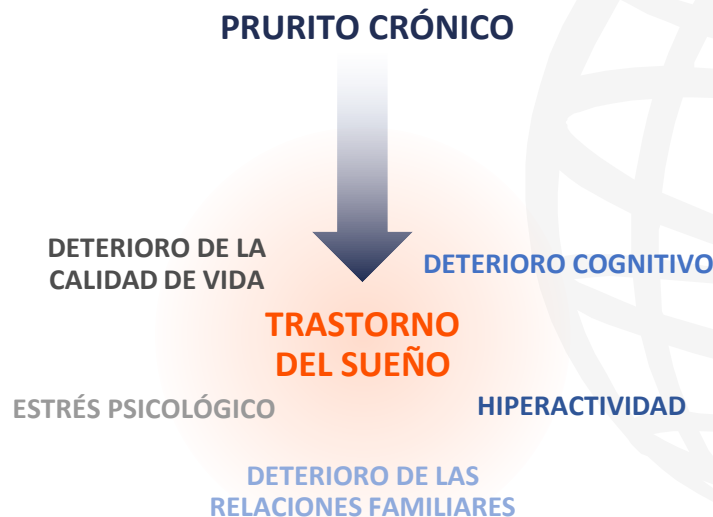 PRURITO CRÓNICO
DETERIORO DE LA
CALIDAD DE VIDA
DETERIORO COGNITIVO
TRASTORNO
DEL SUEÑO
ESTRÉS PSICOLÓGICO
HIPERACTIVIDAD
DETERIORO DE LAS
RELACIONES FAMILIARES